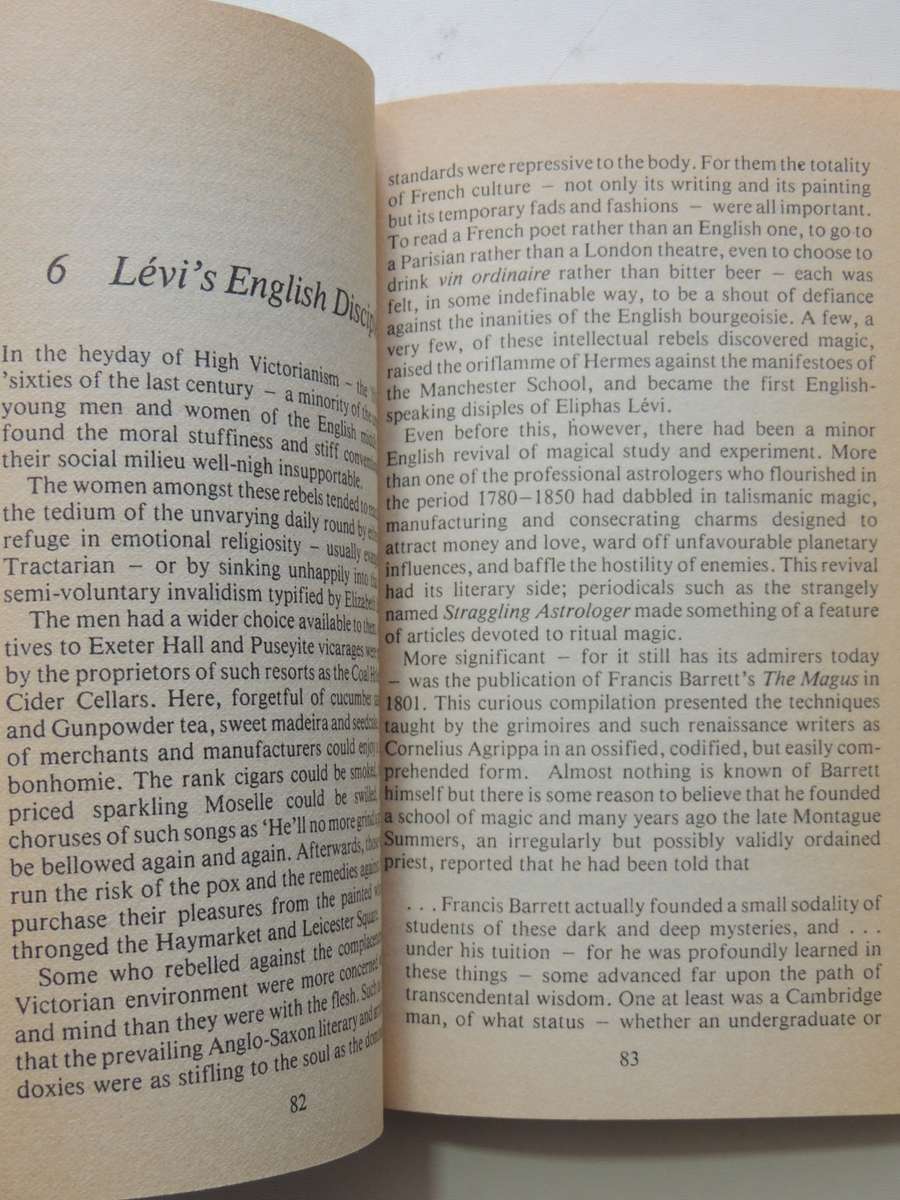 6 Lévi's English
In the heyday of High Victorianism – the
'sixties of the last century – a minority of the
young men and women of the English
found the moral stuffiness and stiff
their social milieu well-nigh insupportable.
The women amongst these rebels tended to
the tedium of the unvarying daily round by
refuge in emotional religiosity – usually
Tractarian – or by sinking unhappily into
semi-voluntary invalidism typified by Elizabeth
The men had a wider choice available to
tives to Exeter Hall and Puseyite vicarages
by the proprietors of such resorts as the Coal
Cider Cellars. Here, forgetful of cucumber
and Gunpowder tea, sweet madeira and
of merchants and manufacturers could enjoy
bonhomie. The rank cigars could be smoked,
priced sparkling Moselle could be swilled,
choruses of such songs as 'He'll no more grind
be bellowed again and again. Afterwards,
run the risk of the pox and the remedies against
purchase their pleasures from the painted
thronged the Haymarket and Leicester Square.
Some who rebelled against the
Victorian environment were more concerned
and mind than they were with the flesh. Such
that the prevailing Anglo-Saxon literary and
doxies were as stifling to the soul as the
82
standards were repressive to the body. For them the totality
of French culture – not only its writing and its painting
but its temporary fads and fashions – were all important.
To read a French poet rather than an English one, to go to
a Parisian rather than a London theatre, even to choose to
drink vin ordinaire rather than bitter beer – each was
felt, in some indefinable way, to be a shout of defiance
against the inanities of the English bourgeoisie. A few, a
very few, of these intellectual rebels discovered magic,
raised the oriflamme of Hermes against the manifestoes of
the Manchester School, and became the first English-
speaking disiples of Eliphas Lévi.
Even before this, however, there had been a minor
English revival of magical study and experiment. More
than one of the professional astrologers who flourished in
the period 1780–1850 had dabbled in talismanic magic,
manufacturing and consecrating charms designed to
attract money and love, ward off unfavourable planetary
influences, and baffle the hostility of enemies. This revival
had its literary side; periodicals such as the strangely
named Straggling Astrologer made something of a feature
of articles devoted to ritual magic.
More significant – for it still has its admirers today
– was the publication of Francis Barrett's The Magus in
1801. This curious compilation presented the techniques
taught by the grimoires and such renaissance writers as
Cornelius Agrippa in an ossified, codified, but easily com-
prehended form. Almost nothing is known of Barrett
himself but there is some reason to believe that he founded
a school of magic and many years ago the late Montague
Summers, an irregularly but possibly validly ordained
priest, reported that he had been told that
. . . Francis Barrett actually founded a small sodality of
students of these dark and deep mysteries, and . . .
under his tuition – for he was profoundly learned in
these things – some advanced far upon the path of
transcendental wisdom. One at least was a Cambridge
man, of what status – whether an undergraduate or
83